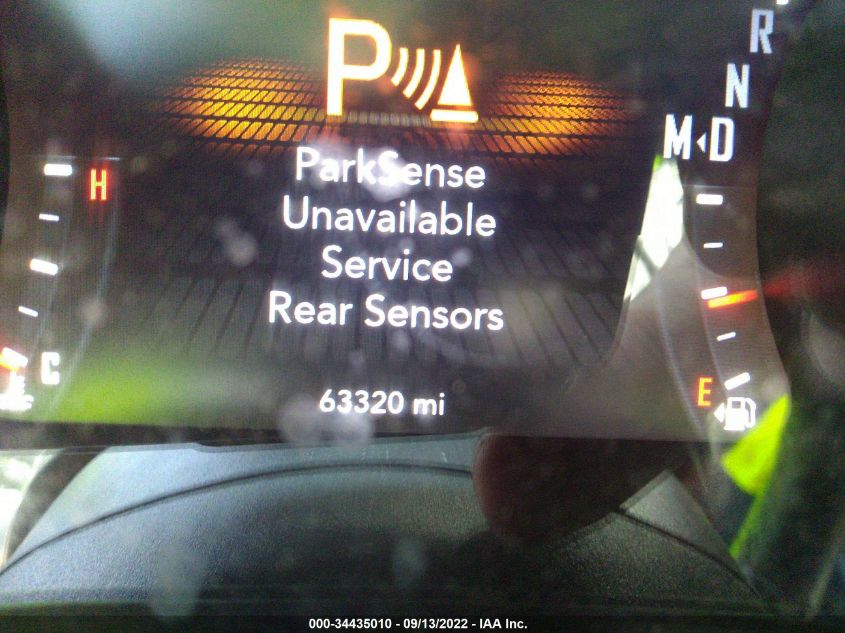 P
R
N
M D
H
ParkSense
Unavailable
Service
Rear Sensors
C
E
63320 mi
000-34435010 - 09/13/2022 - IAA Inc.